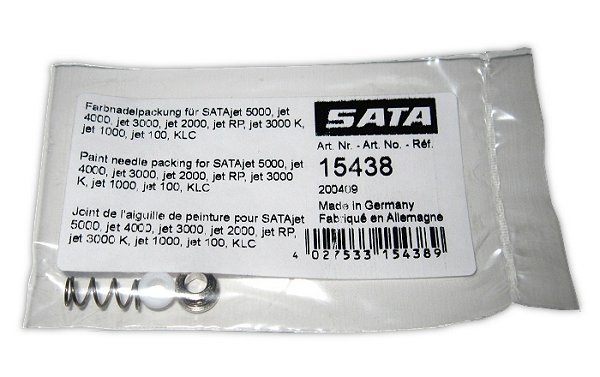 Farbnadelpackung für SATAjet 5000, jet
4000, jet 3000, jet 2000, jet RP, jet 3000 K,
jet 1000, jet 100, KLC
Paint needle packing for SATAjet 5000, jet
4000, jet 3000, jet 2000, jet RP, jet 3000
K, jet 1000, jet 100, KLC
Joint de l'aiguille de peinture pour SATAjet
5000, jet 4000, jet 3000, jet 2000, jet RP,
jet 3000 K, jet 1000, jet 100, KLC
SATA
Art. Nr. - Art. No. - Réf.
15438
200409
Made in Germany
Fabriqué en Allemagne
4 027533 154389